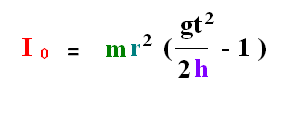 I₀ = mr² (gt²/2h - 1)